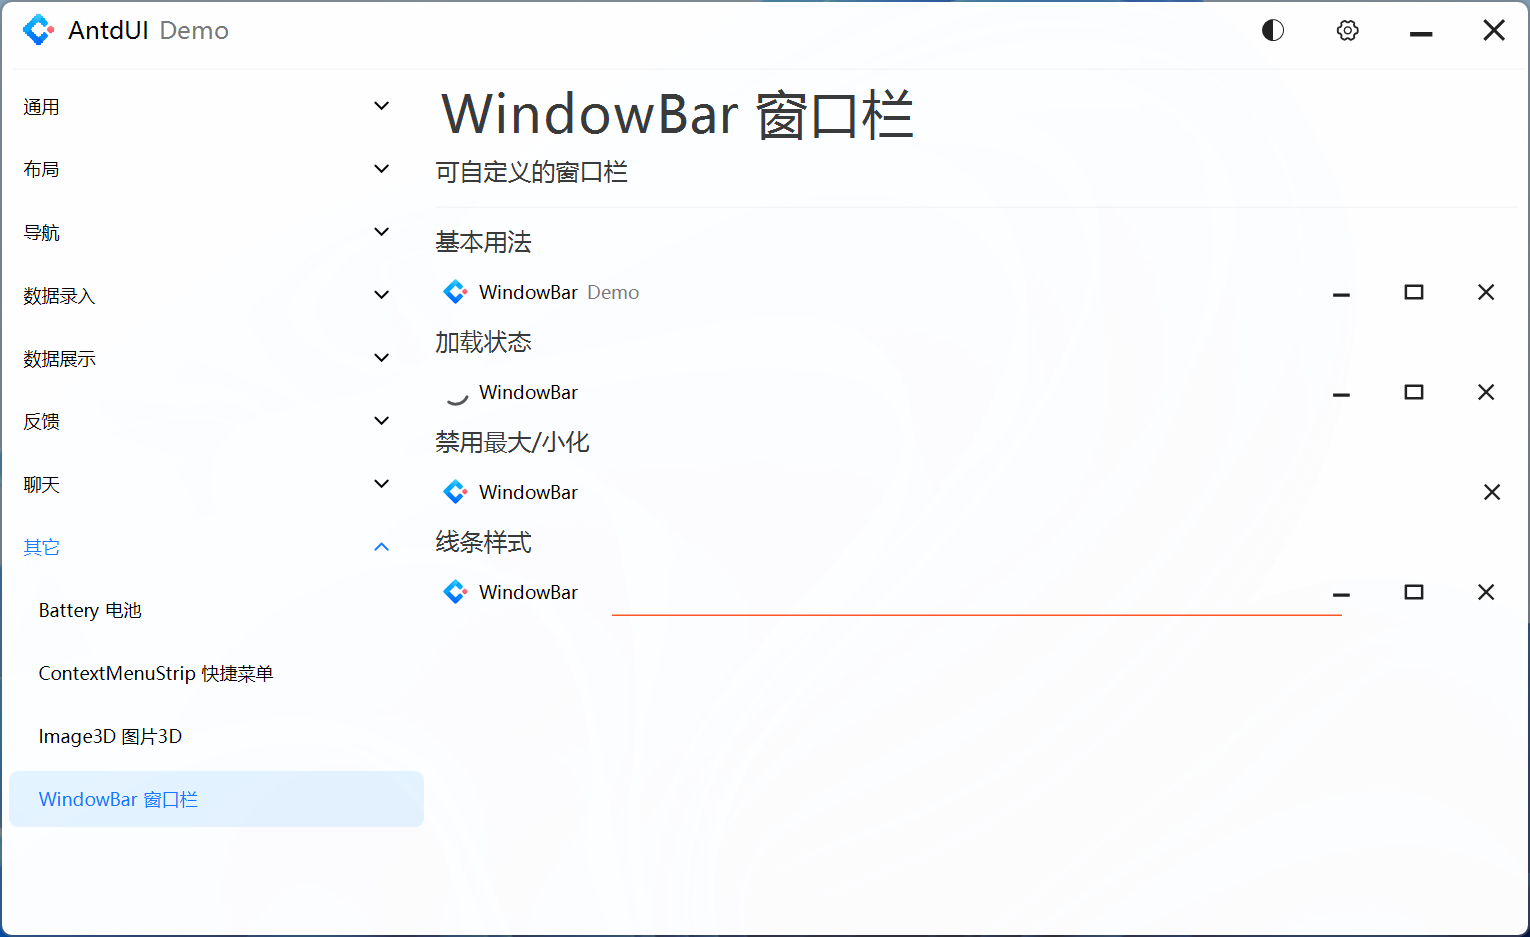 AntdUI Demo
通用
布局
导航
数据录入
数据展示
反馈
聊天
其它
Battery 电池
ContextMenuStrip 快捷菜单
Image3D 图片3D
WindowBar 窗口栏
WindowBar 窗口栏
可自定义的窗口栏
基本用法
WindowBar Demo
加载状态
WindowBar
禁用最大/小化
WindowBar
线条样式
WindowBar